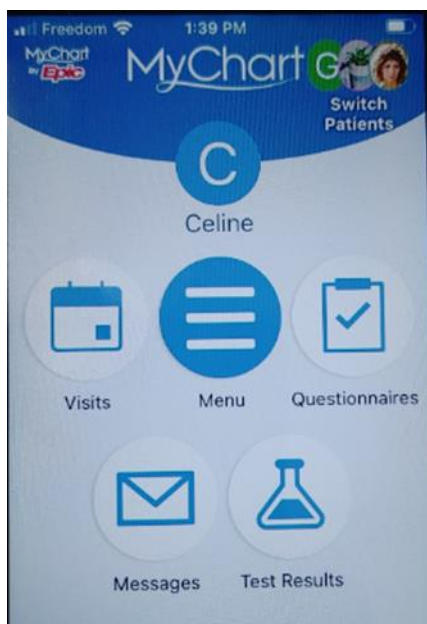 Freedom 1:39 PM
MyChart
by Epic
MyChart
G
Switch
Patients
C
Celine
Visits Menu Questionnaires
Messages Test Results